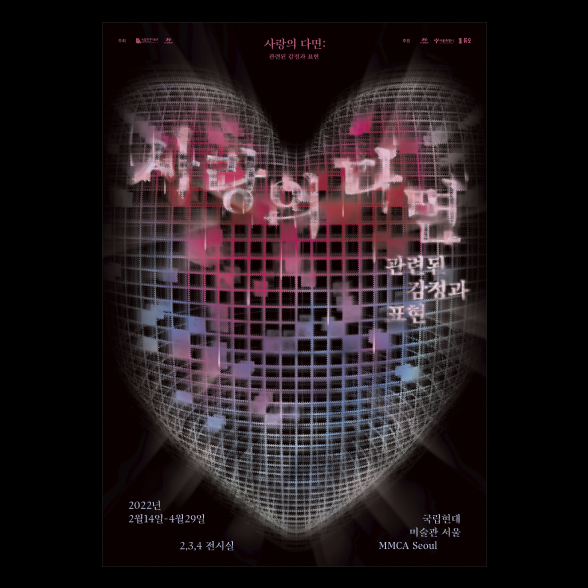 사랑의 다면:
관련된 감정과 표현
사랑의 다면
관련된
감정과
표현
2022년
2월14일-4월29일
2,3,4 전시실
국립현대
미술관 서울
MMCA Seoul